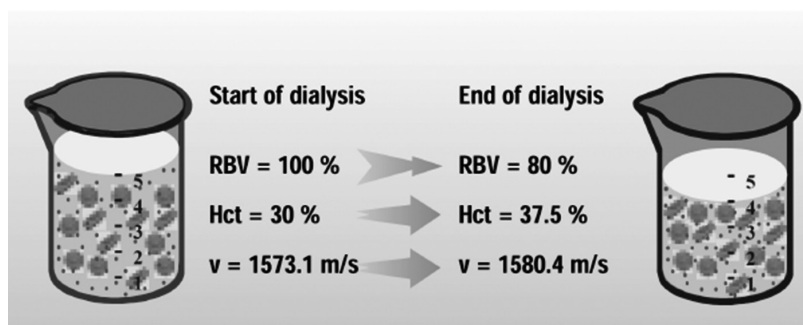 Start of dialysis End of dialysis
RBV = 100 % RBV = 80 %
Hct = 30 % Hct = 37.5 %
v = 1573.1 m/s v = 1580.4 m/s
5
4
3
2
1
5
4
3
2
1